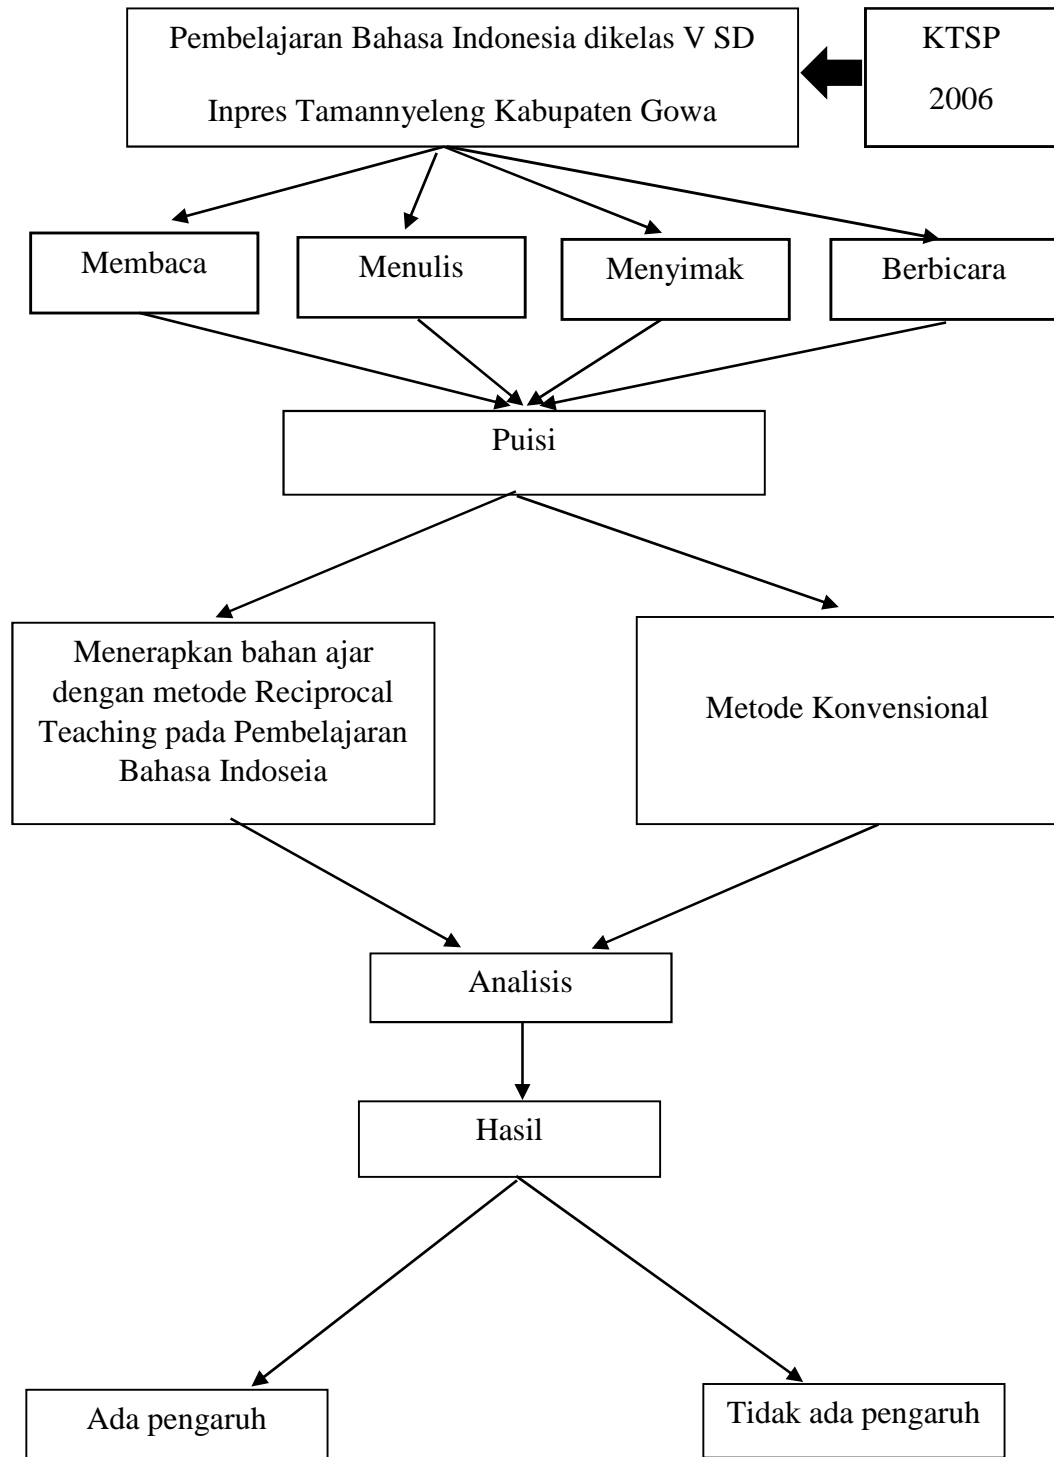 Pembelajaran Bahasa Indonesia dikelas V SD
Inpres Tamannyeleng Kabupaten Gowa
KTSP
2006
Membaca
Menulis
Menyimak
Berbicara
Puisi
Menerapkan bahan ajar
dengan metode Reciprocal
Teaching pada Pembelajaran
Bahasa Indoseia
Metode Konvensional
Analisis
Hasil
Ada pengaruh
Tidak ada pengaruh